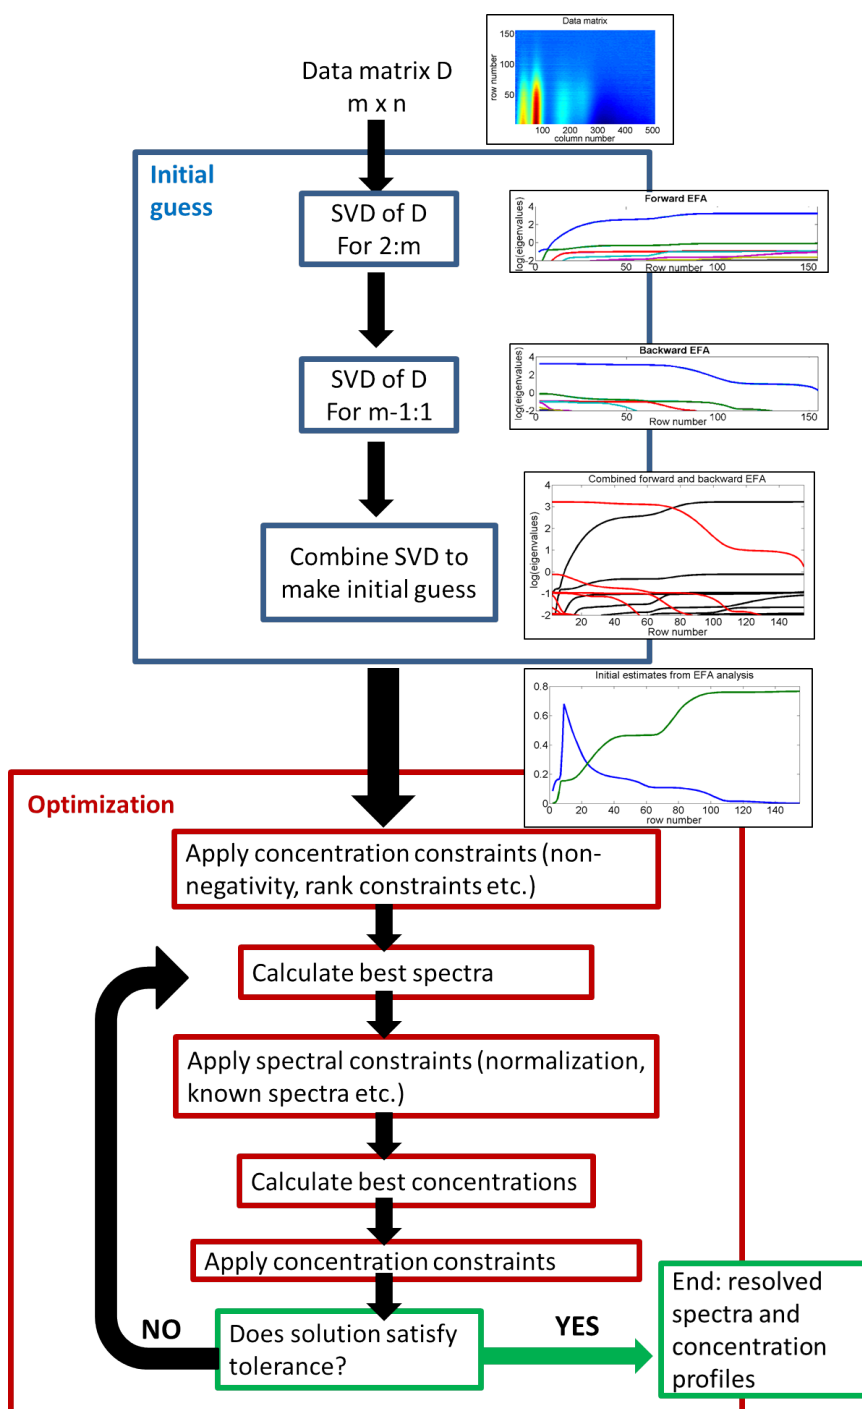 Data matrix
row number
150
100
50
100 200 300 400 500
column number
Data matrix D
m x n
Initial
guess
SVD of D
For 2:m
Forward EFA
log(eigenvalues)
4
2
0
-2
0 50 100 150
Row number
SVD of D
For m-1:1
Backward EFA
log(eigenvalues)
4
2
0
-2
0 50 100 150
Row number
Combine SVD to
make initial guess
Combined forward and backward EFA
log(eigenvalues)
4
3
2
1
0
-1
-2
20 40 60 80 100 120 140
Row number
Initial estimates from EFA analysis
0.8
0.6
0.4
0.2
0
0 20 40 60 80 100 120 140
row number
Optimization
Apply concentration constraints (non-
negativity, rank constraints etc.)
Calculate best spectra
Apply spectral constraints (normalization,
known spectra etc.)
Calculate best concentrations
Apply concentration constraints
NO
Does solution satisfy
tolerance?
YES
End: resolved
spectra and
concentration
profiles